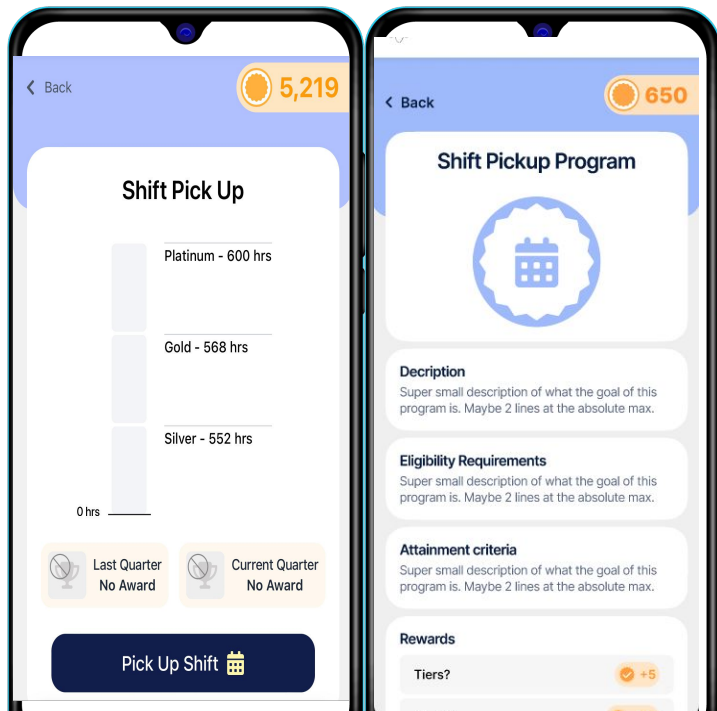 Back
5,219
Shift Pick Up
Platinum - 600 hrs
Gold - 568 hrs
Silver - 552 hrs
0 hrs
Last Quarter
No Award
Current Quarter
No Award
Pick Up Shift
Back
650
Shift Pickup Program
Decription
Super small description of what the goal of this
program is. Maybe 2 lines at the absolute max.
Eligibility Requirements
Super small description of what the goal of this
program is. Maybe 2 lines at the absolute max.
Attainment criteria
Super small description of what the goal of this
program is. Maybe 2 lines at the absolute max.
Rewards
Tiers?
+5